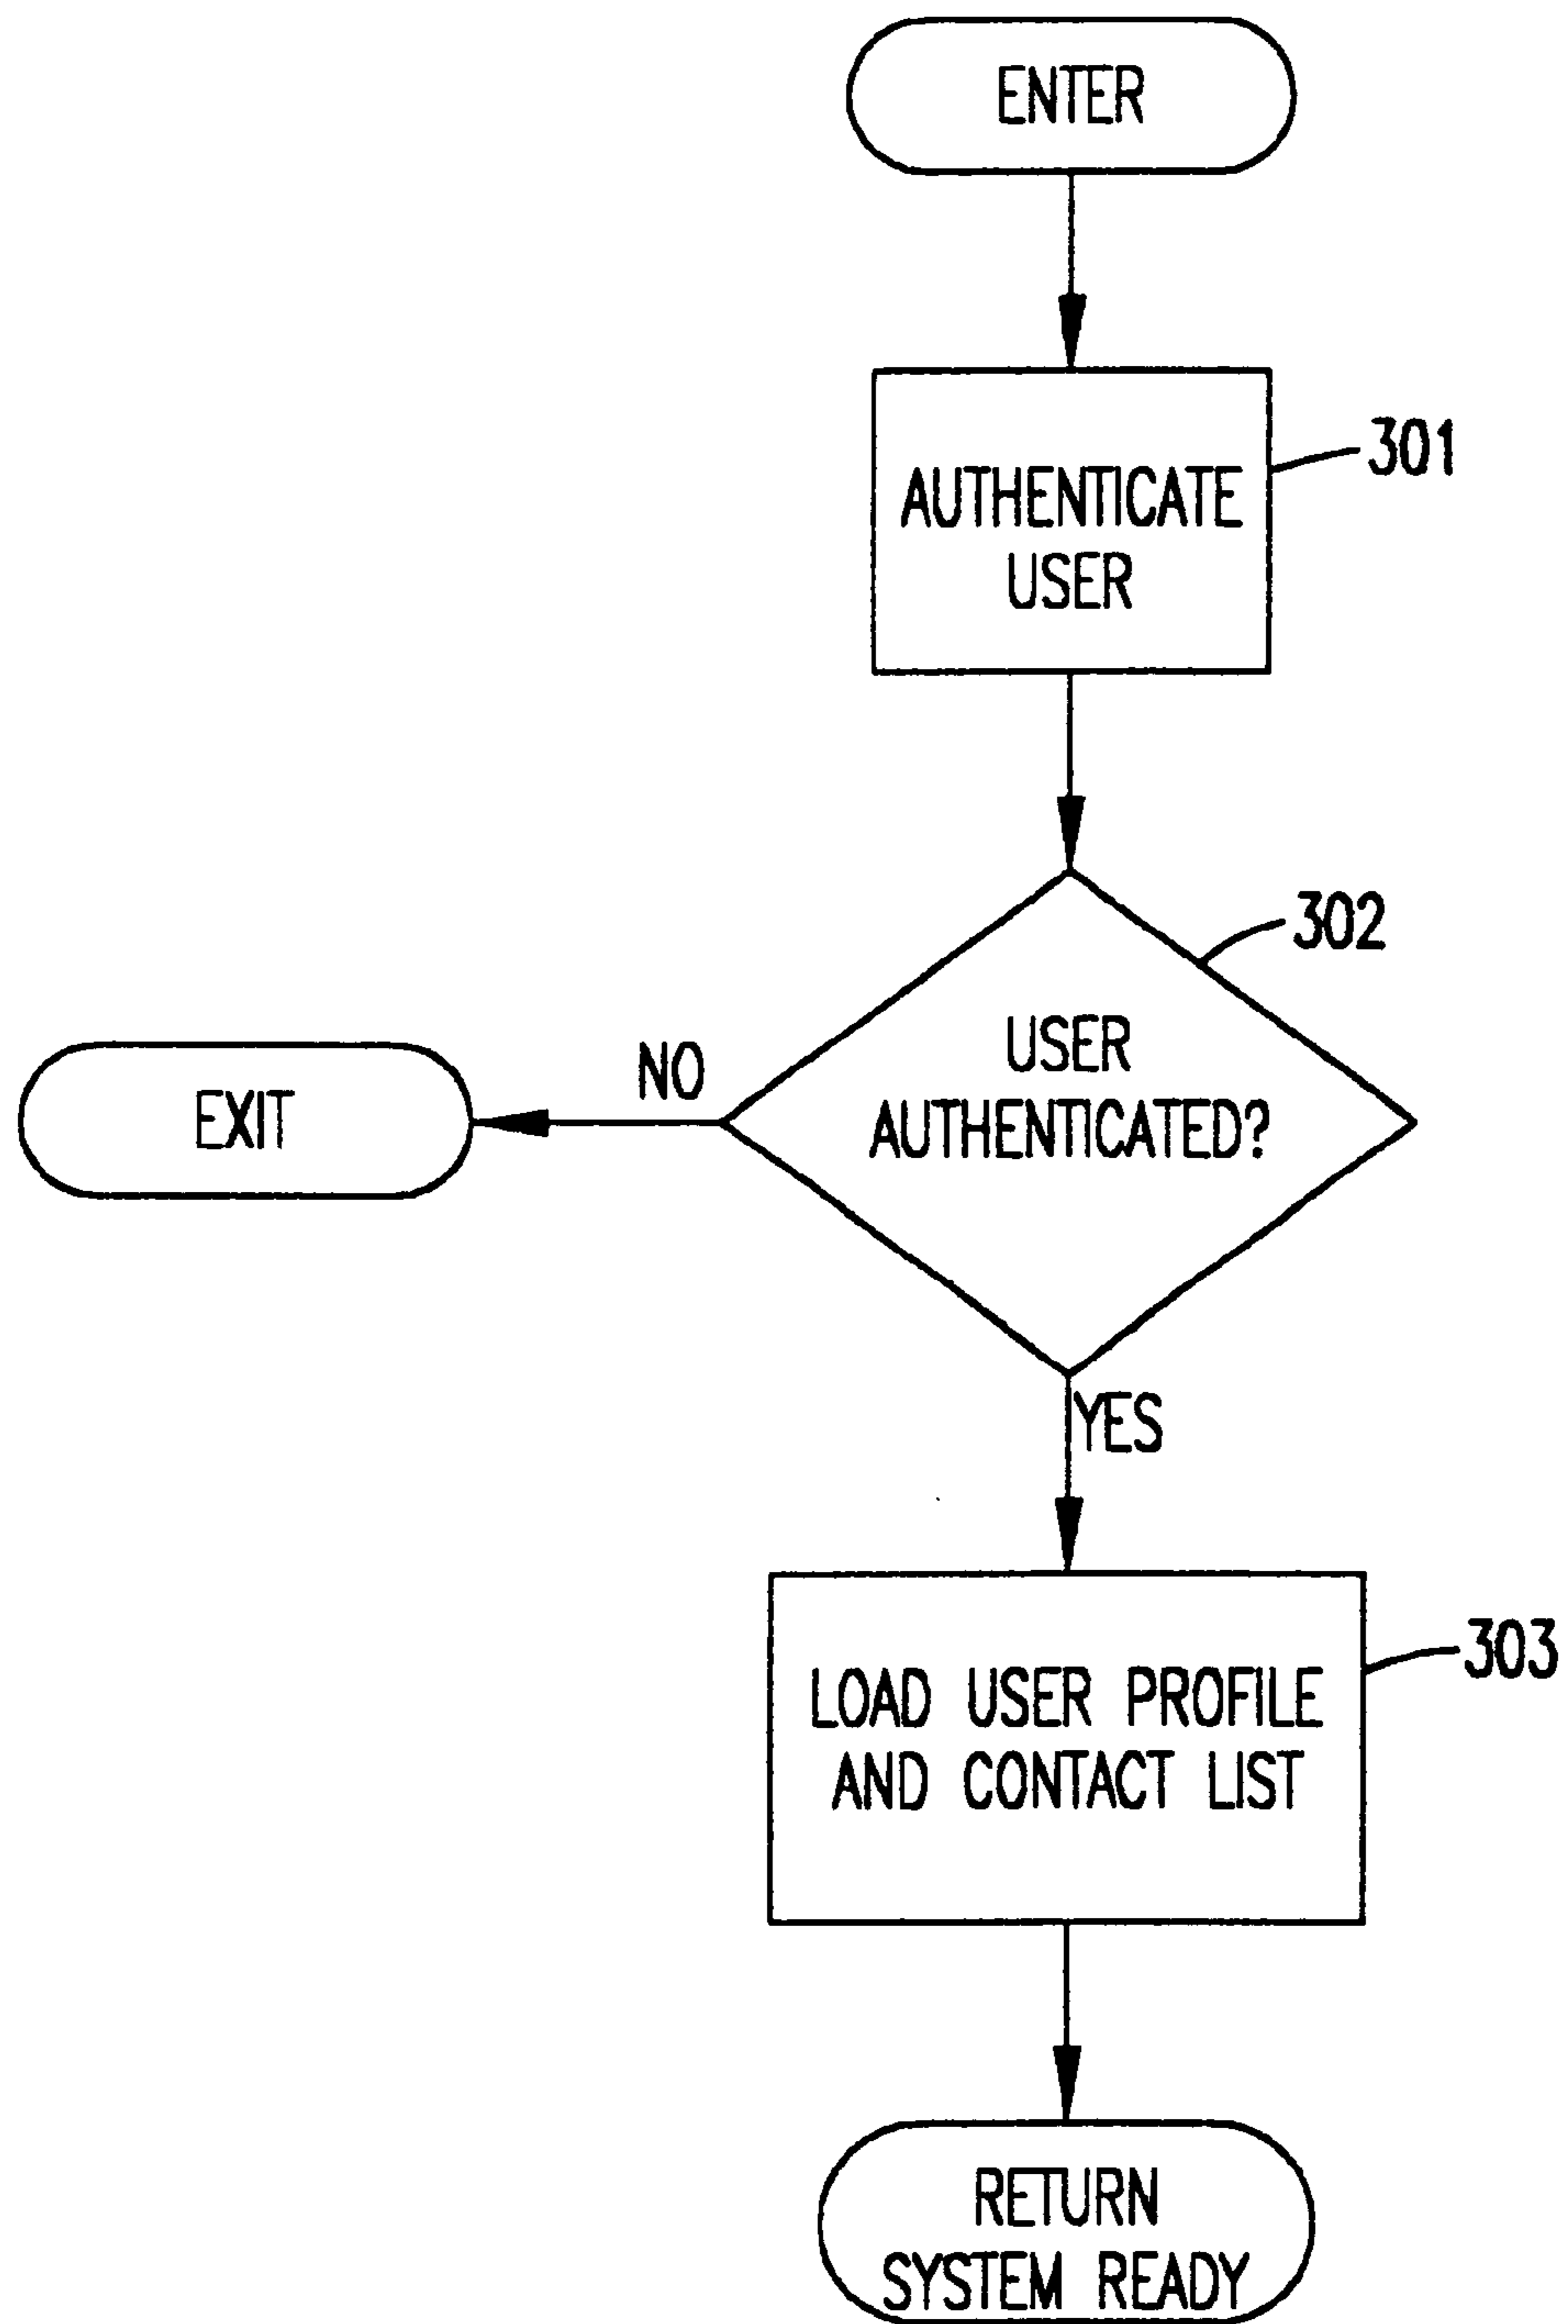 ENTER
301
AUTHENTICATE
USER
302
USER
AUTHENTICATED?
NO
EXIT
YES
303
LOAD USER PROFILE
AND CONTACT LIST
RETURN
SYSTEM READY